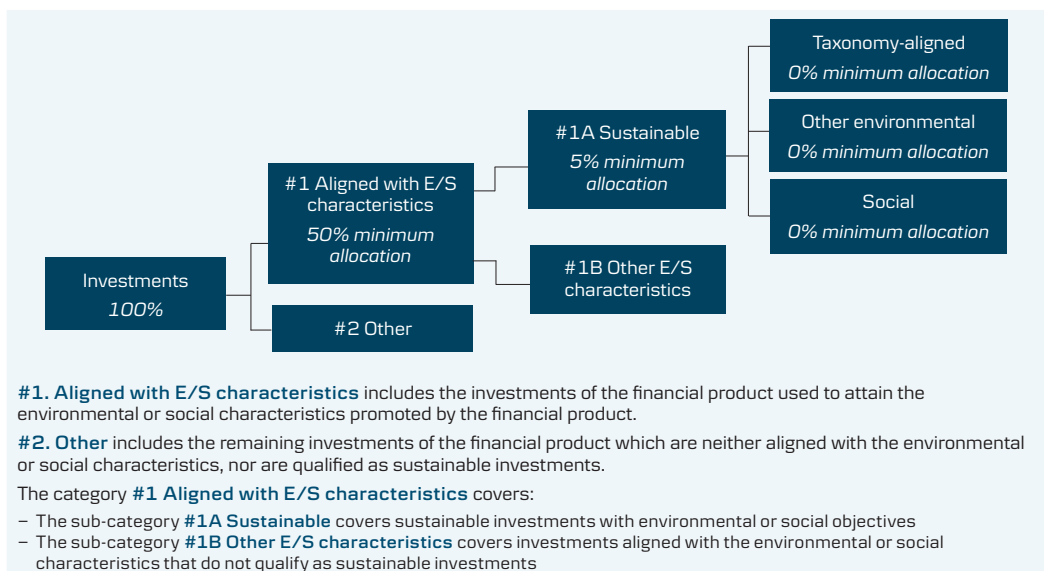 Investments
100%
#1 Aligned with E/S
characteristics
50% minimum
allocation
#2 Other
#1A Sustainable
5% minimum
allocation
#1B Other E/S
characteristics
Taxonomy-aligned
0% minimum allocation
Other environmental
0% minimum allocation
Social
0% minimum allocation
#1. Aligned with E/S characteristics includes the investments of the financial product used to attain the
environmental or social characteristics promoted by the financial product.
#2. Other includes the remaining investments of the financial product which are neither aligned with the environmental
or social characteristics, nor are qualified as sustainable investments.
The category #1 Aligned with E/S characteristics covers:
– The sub-category #1A Sustainable covers sustainable investments with environmental or social objectives
– The sub-category #1B Other E/S characteristics covers investments aligned with the environmental or social
characteristics that do not qualify as sustainable investments